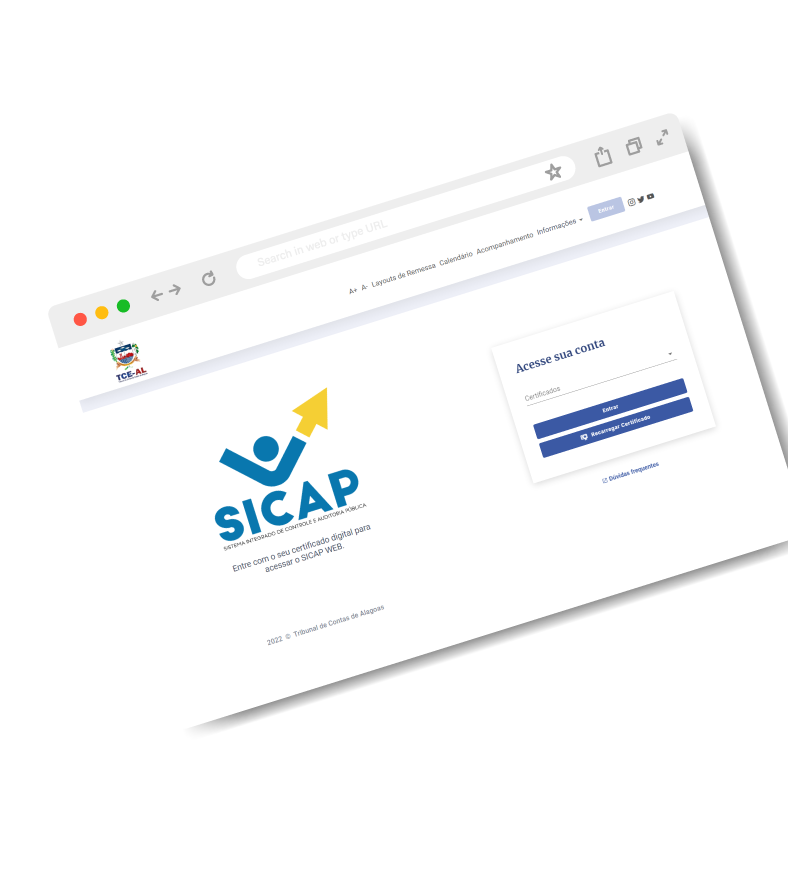 Search in web or type URL
A+ A- Layouts de Remessa Calendário Acompanhamento Informações Entrar
TCE-AL
SICAP
SISTEMA INTEGRADO DE CONTROLE E AUDITORIA PÚBLICA
Entre com o seu certificado digital para
acessar o SICAP WEB.
Acesse sua conta
Certificados
Entrar
Recarregar Certificado
Dúvidas frequentes
2022 © Tribunal de Contas de Alagoas